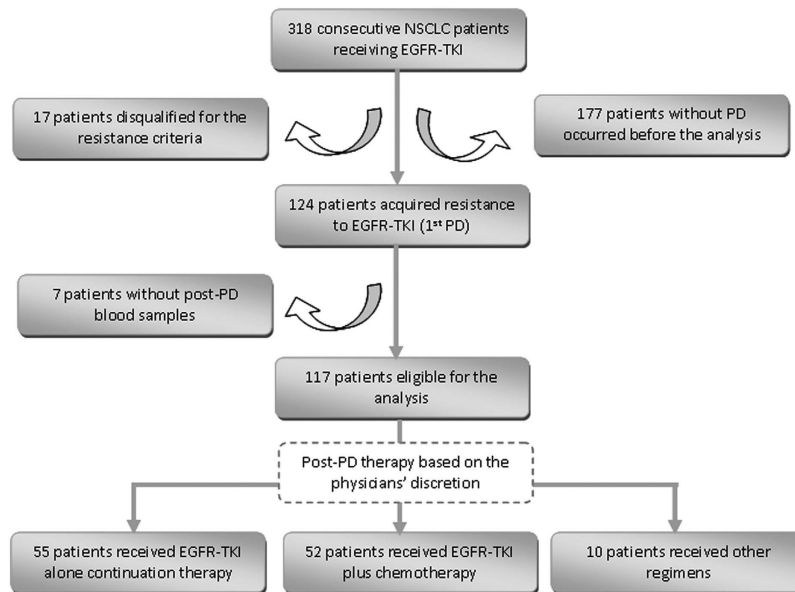 318 consecutive NSCLC patients
receiving EGFR-TKI
17 patients disqualified for the
resistance criteria
177 patients without PD
occurred before the analysis
124 patients acquired resistance
to EGFR-TKI (1st PD)
7 patients without post-PD
blood samples
117 patients eligible for the
analysis
Post-PD therapy based on the
physicians' discretion
55 patients received EGFR-TKI
alone continuation therapy
52 patients received EGFR-TKI
plus chemotherapy
10 patients received other
regimens